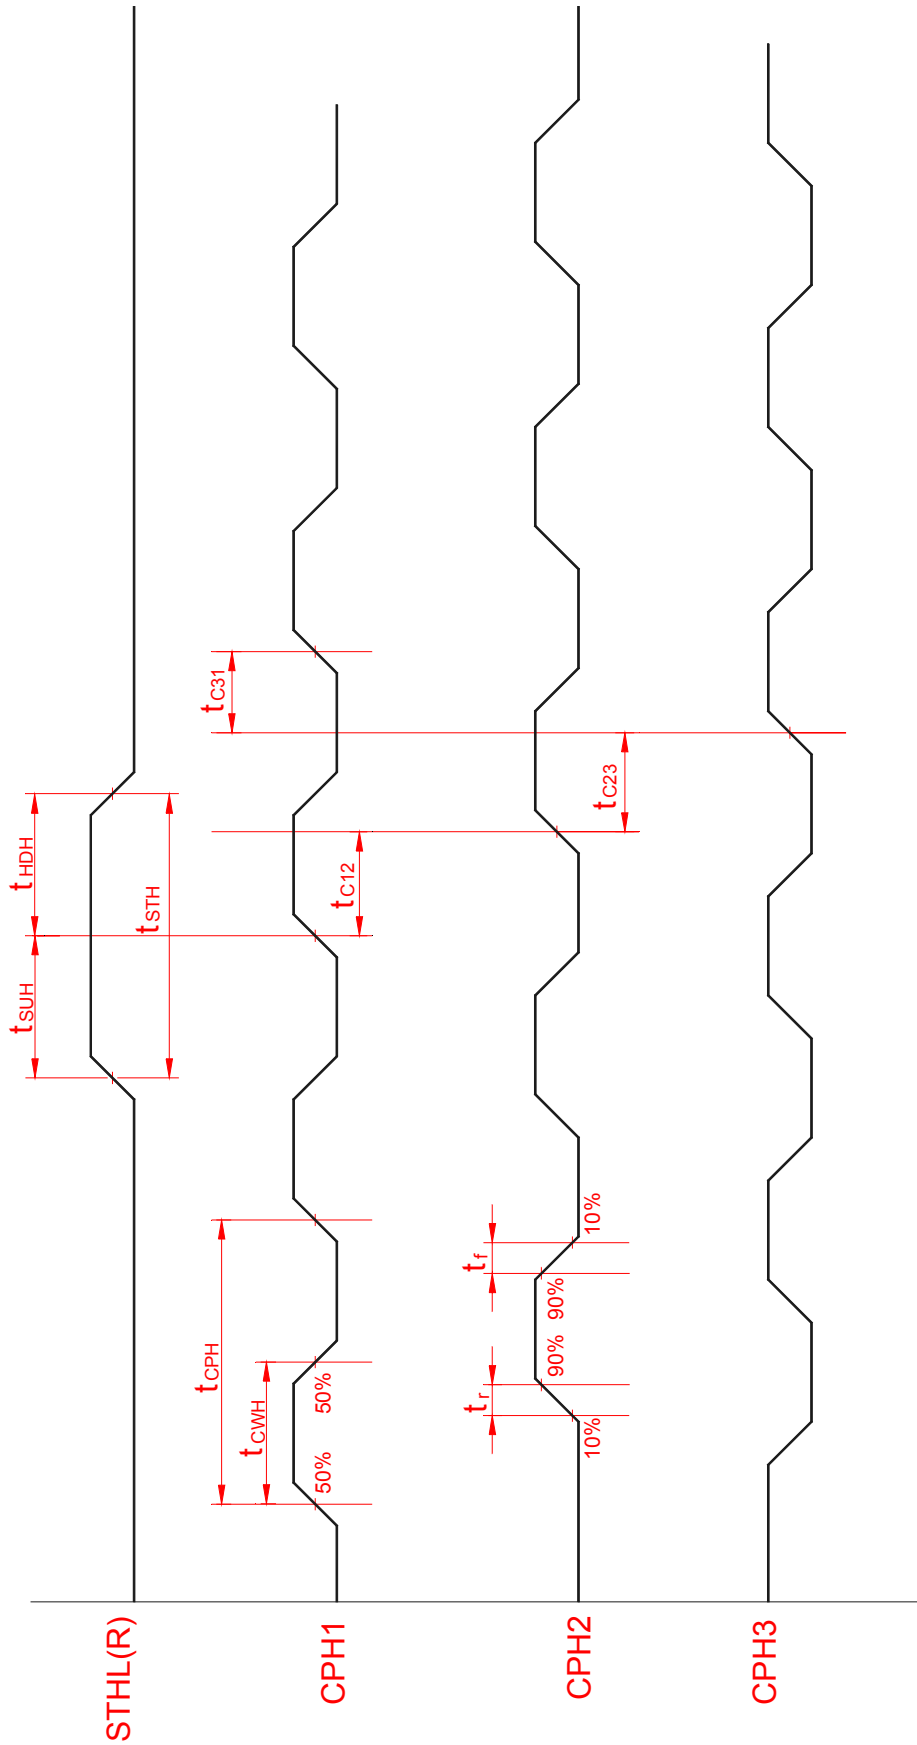 STHL(R)
tSUH
tHDH
tSTH
CPH1
tCPH
tCWH
50%
50%
tC12
tC31
CPH2
tr
tf
10%
90%
90%
10%
tC23
CPH3